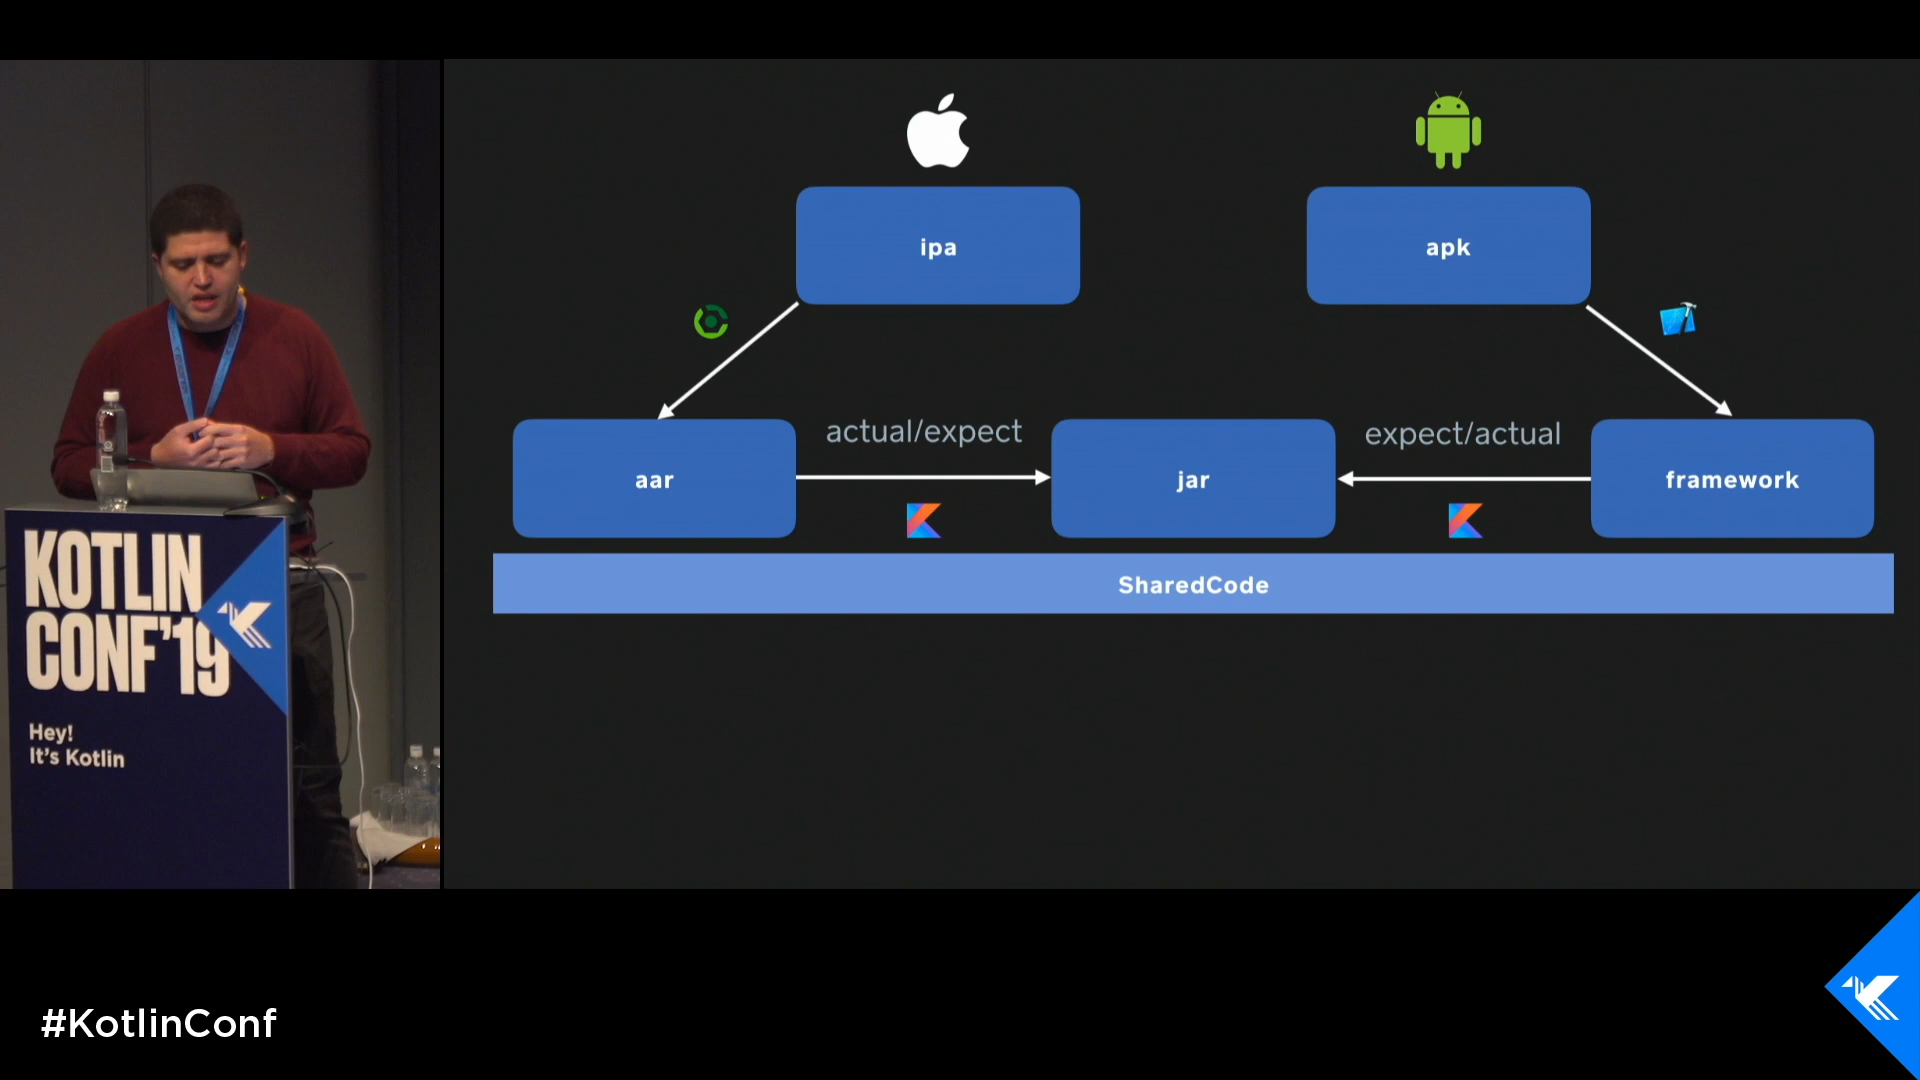 ipa
apk
actual/expect
expect/actual
aar
jar
framework
SharedCode
KOTLIN
CONF'19
Hey!
It's Kotlin
#KotlinConf